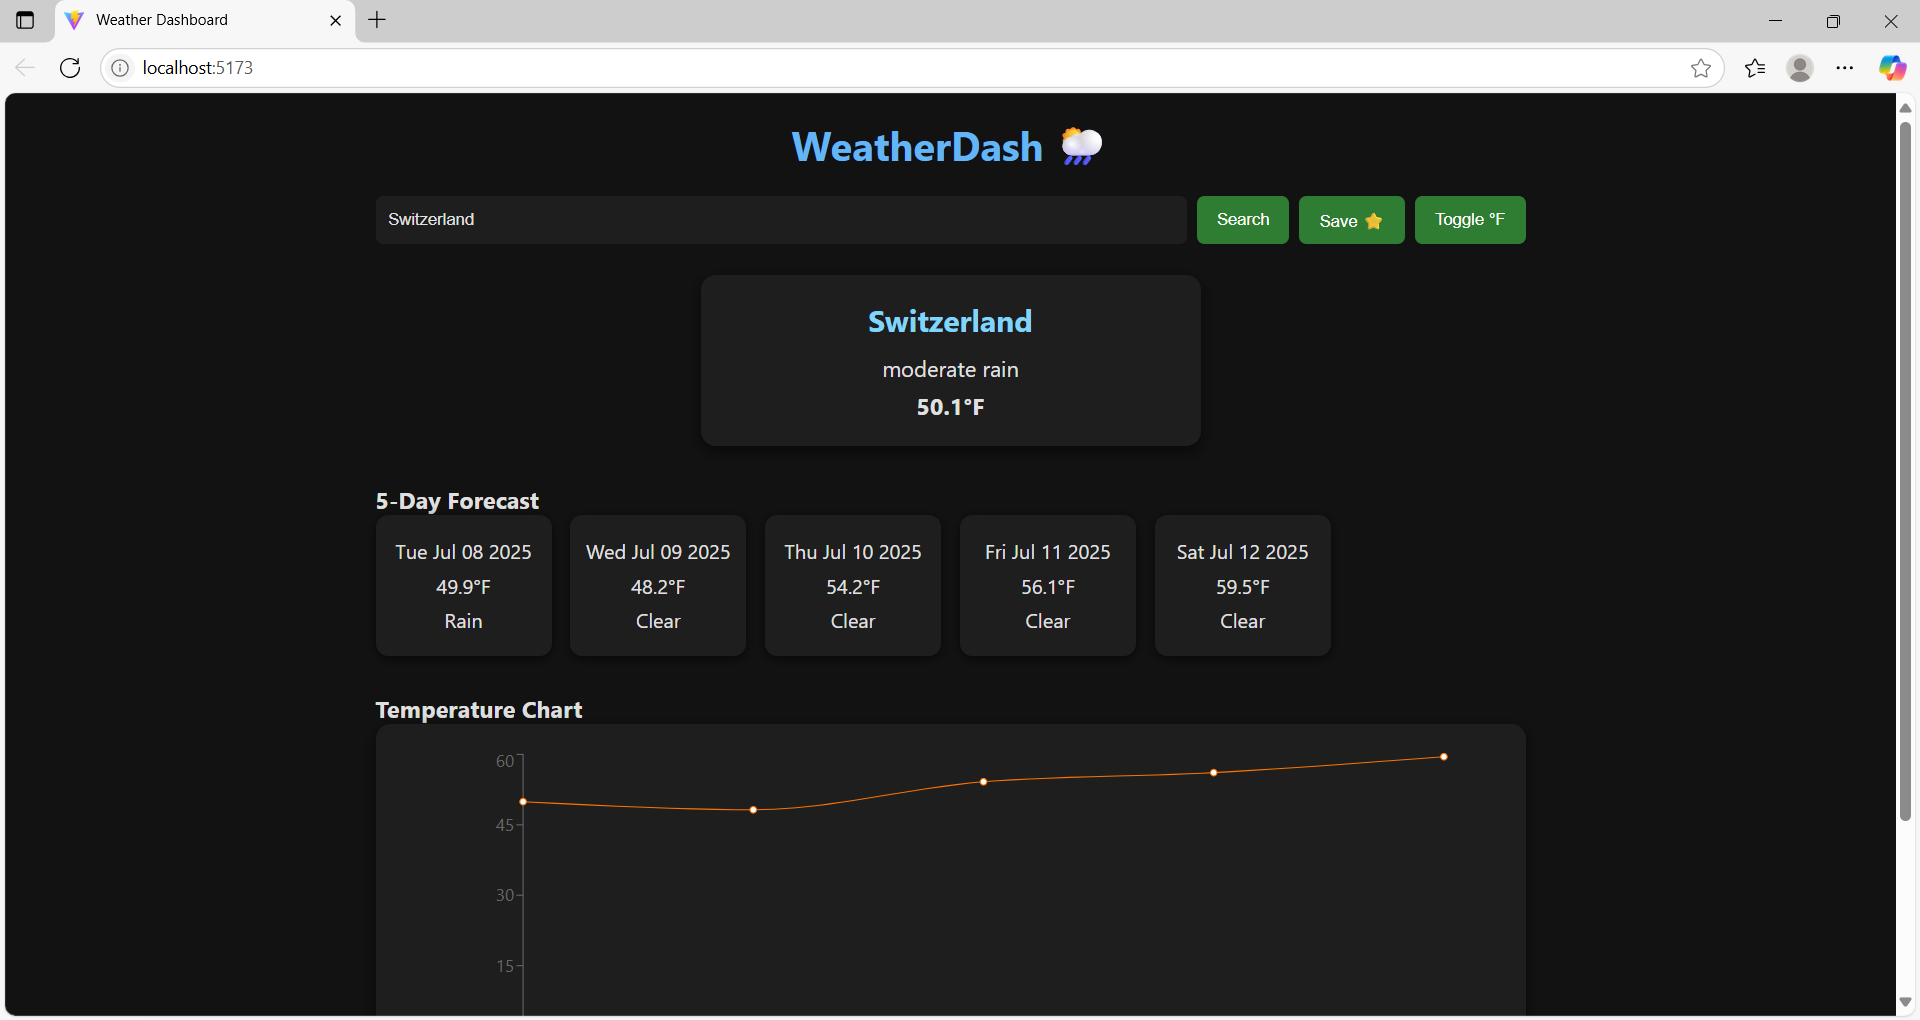 Weather Dashboard
localhost:5173
WeatherDash
Switzerland
Search
Save
Toggle °F
Switzerland
moderate rain
50.1°F
5-Day Forecast
Tue Jul 08 2025
49.9°F
Rain
Wed Jul 09 2025
48.2°F
Clear
Thu Jul 10 2025
54.2°F
Clear
Fri Jul 11 2025
56.1°F
Clear
Sat Jul 12 2025
59.5°F
Clear
Temperature Chart
60
45
30
15